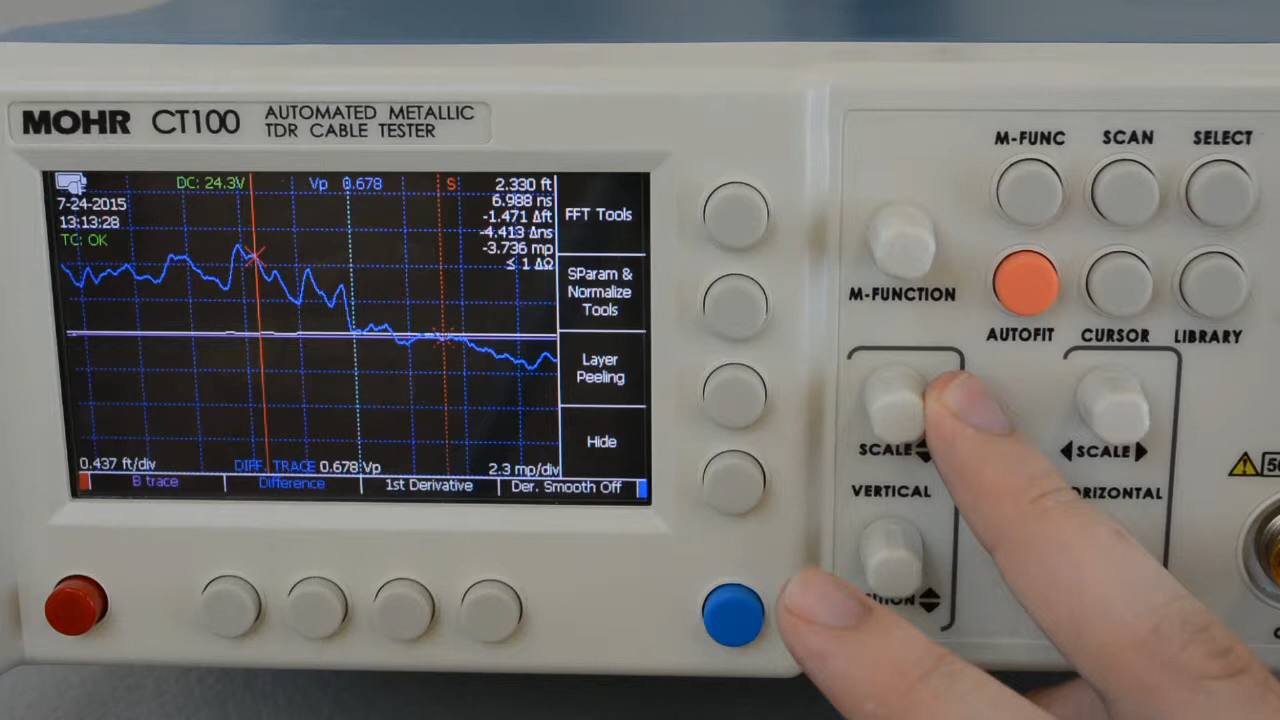 MOHR CT100 AUTOMATED METALLIC
TDR CABLE TESTER
DC: 24.3V Vp 0.678 S 2.330 ft
7-24-2015 6.988 ns
13:13:28 -1.471 Δft
TC: OK -4.413 Δns
-3.736 mp
≤ 1 ΔΩ
FFT Tools
SParam &
Normalize
Tools
Layer
Peeling
Hide
0.437 ft/div DIFF. TRACE 0.678 Vp 2.3 mp/div
B trace Difference 1st Derivative Der. Smooth Off
M-FUNC SCAN SELECT
M-FUNCTION
AUTOFIT CURSOR LIBRARY
SCALE SCALE
VERTICAL